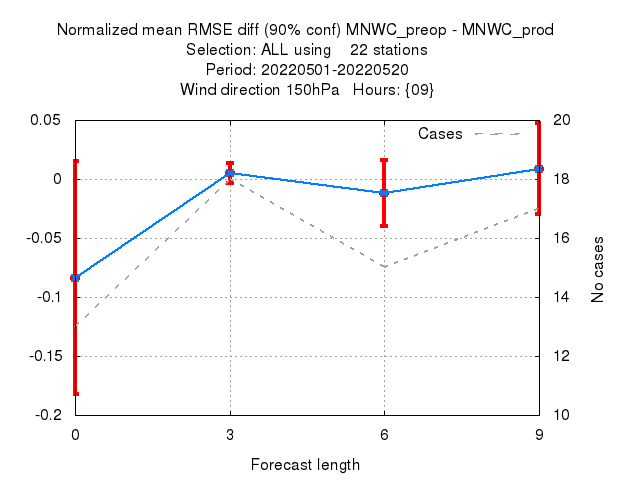 Normalized mean RMSE diff (90% conf) MNWC_preop - MNWC_prod
Selection: ALL using    22 stations
Period: 20220501-20220520
Wind direction 150hPa   Hours: {09}
0.05
0
-0.05
-0.1
-0.15
-0.2
Cases
20
18
16
14
12
10
No cases
0
3
6
9
Forecast length